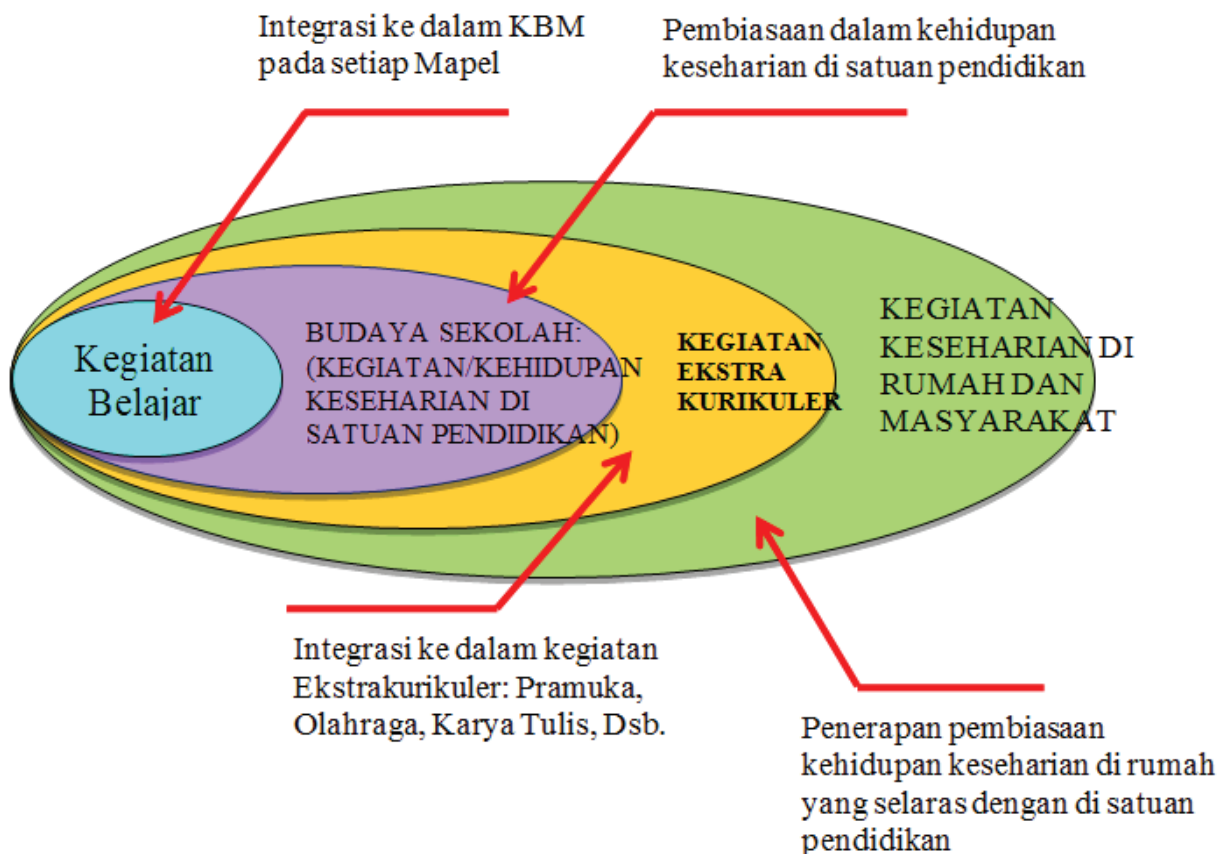 Integrasi ke dalam KBM
pada setiap Mapel
Pembiasaan dalam kehidupan
keseharian di satuan pendidikan
Kegiatan
Belajar
BUDAYA SEKOLAH:
(KEGIATAN/KEHIDUPAN
KESEHARIAN DI
SATUAN PENDIDIKAN)
KEGIATAN
EKSTRA
KURIKULER
KEGIATAN
KESEHARIAN DI
RUMAH DAN
MASYARAKAT
Integrasi ke dalam kegiatan
Ekstrakurikuler: Pramuka,
Olahraga, Karya Tulis, Dsb.
Penerapan pembiasaan
kehidupan keseharian di rumah
yang selaras dengan di satuan
pendidikan